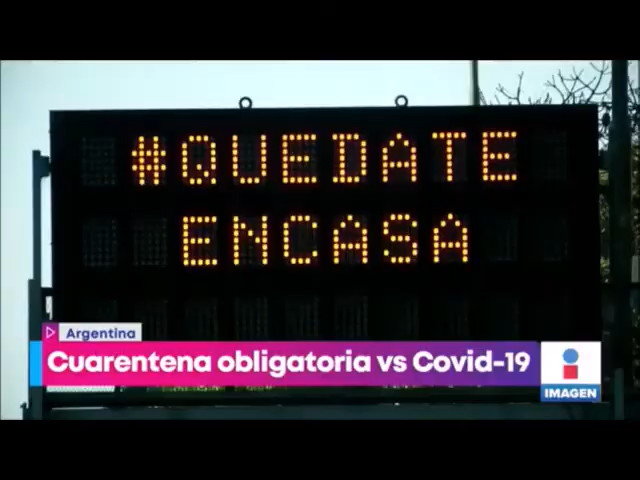 #QUEDATE
ENCASA
Argentina
Cuarentena obligatoria vs Covid-19
IMAGEN